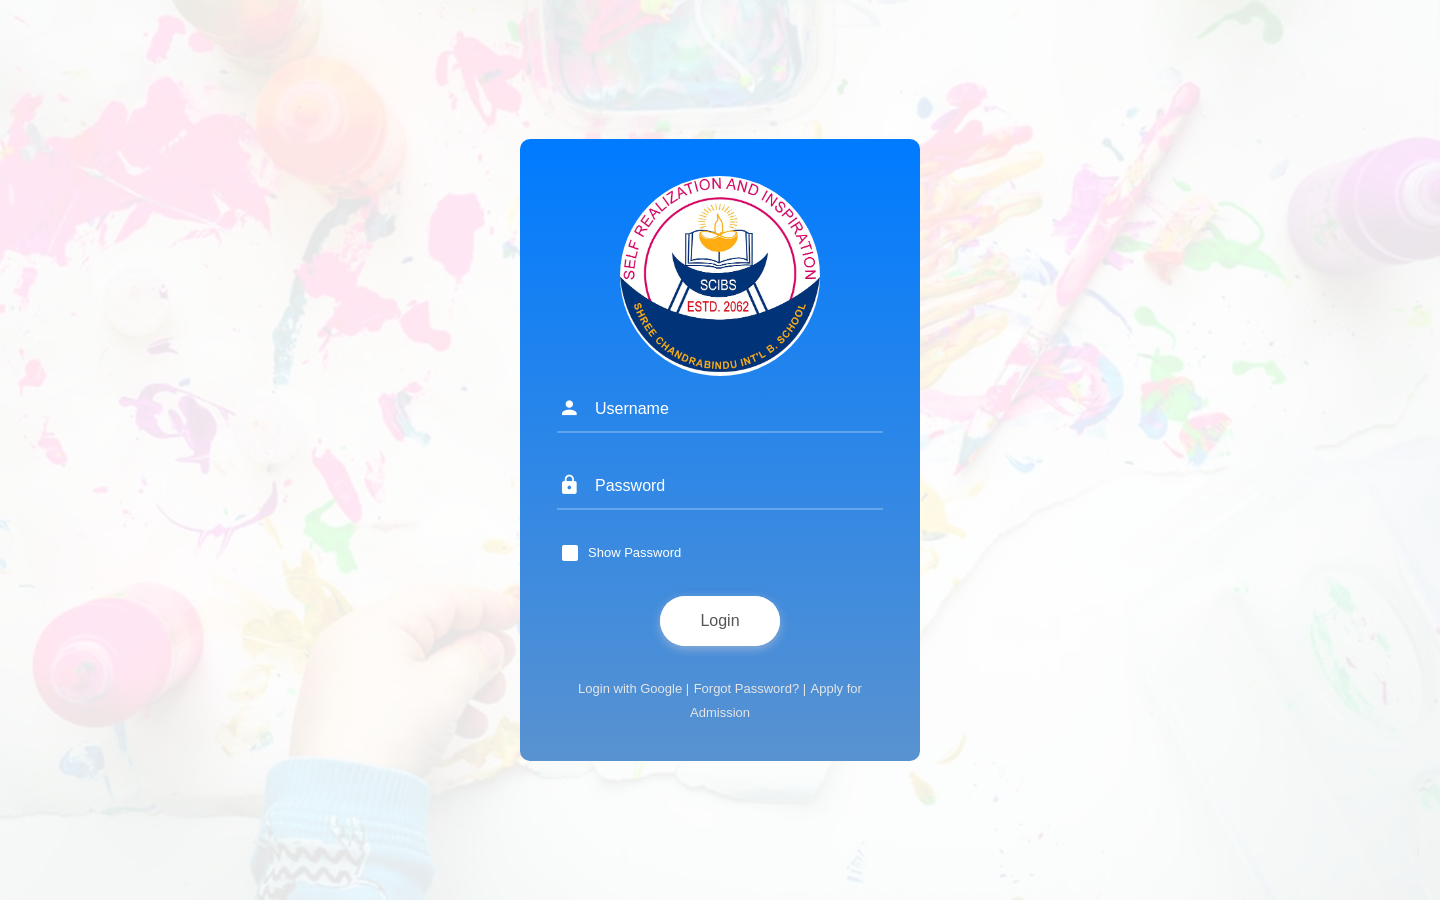 SELF REALIZATION AND INSPIRATION
SCIBS
ESTD. 2062
SHREE CHANDRABINDU INT'L B. SCHOOL
Username
Password
Show Password
Login
Login with Google | Forgot Password? | Apply for
Admission